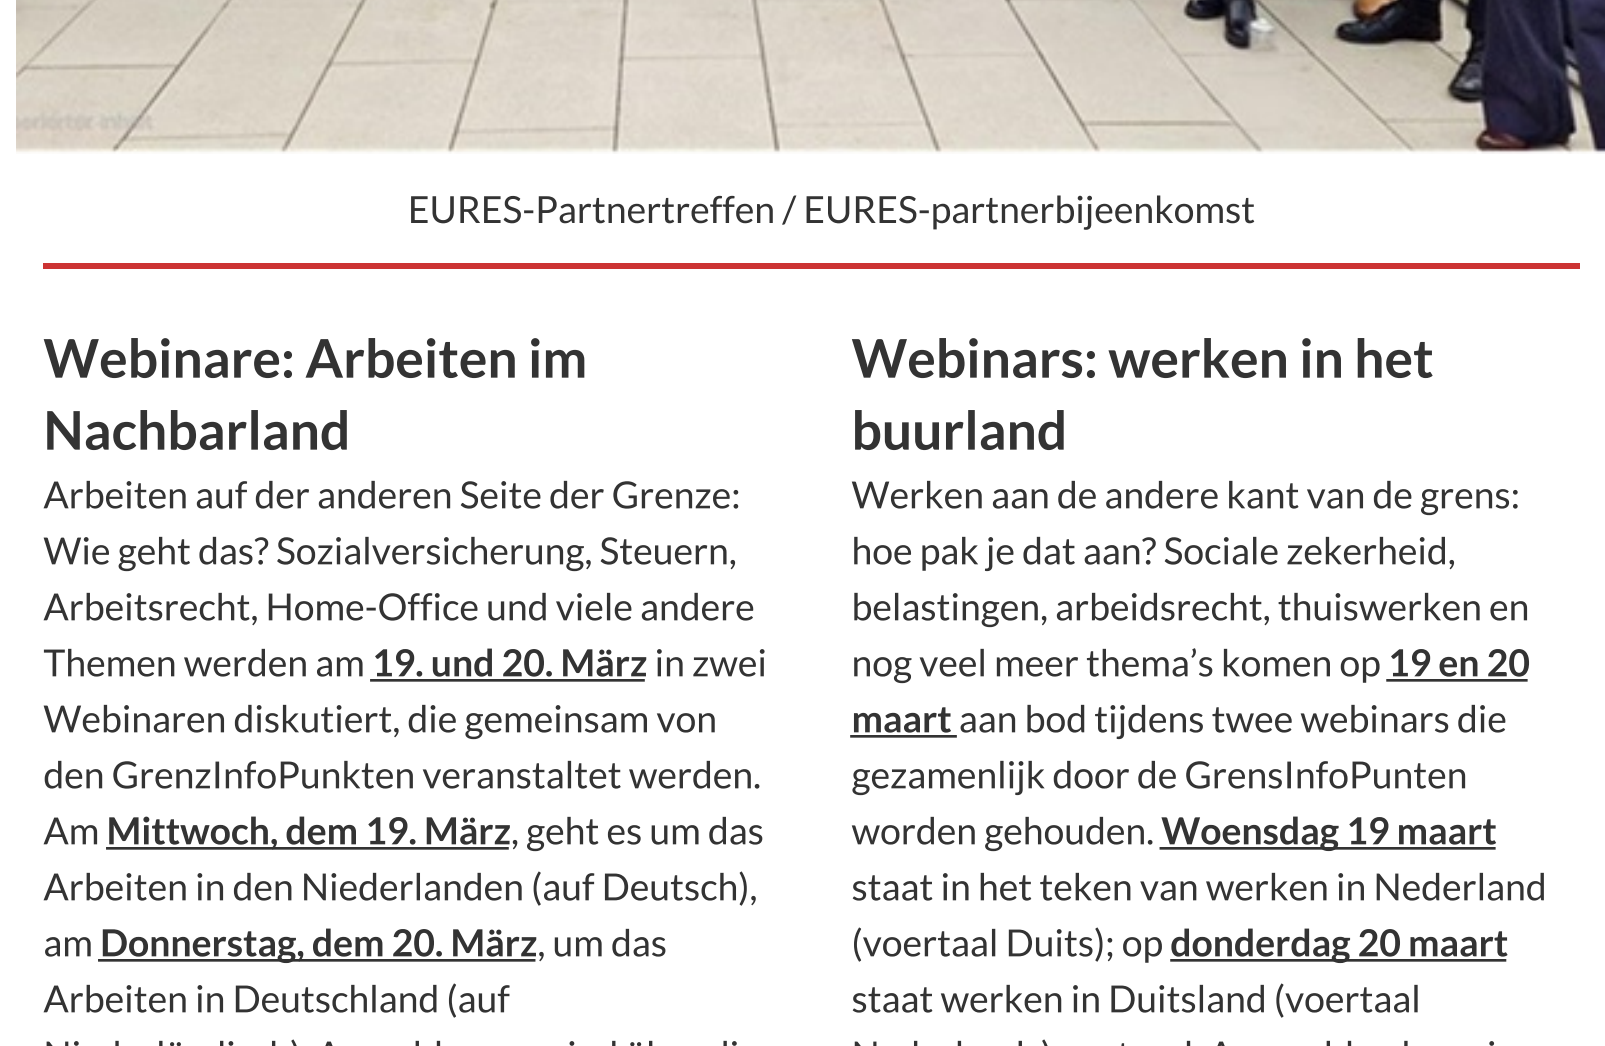 EURES-Partnertreffen / EURES-partnerbijeenkomst
Webinare: Arbeiten im
Nachbarland
Arbeiten auf der anderen Seite der Grenze:
Wie geht das? Sozialversicherung, Steuern,
Arbeitsrecht, Home-Office und viele andere
Themen werden am 19. und 20. März in zwei
Webinaren diskutiert, die gemeinsam von
den GrenzInfoPunkten veranstaltet werden.
Am Mittwoch, dem 19. März, geht es um das
Arbeiten in den Niederlanden (auf Deutsch),
am Donnerstag, dem 20. März, um das
Arbeiten in Deutschland (auf
Webinars: werken in het
buurland
Werken aan de andere kant van de grens:
hoe pak je dat aan? Sociale zekerheid,
belastingen, arbeidsrecht, thuiswerken en
nog veel meer thema’s komen op 19 en 20
maart aan bod tijdens twee webinars die
gezamenlijk door de GrensInfoPunten
worden gehouden. Woensdag 19 maart
staat in het teken van werken in Nederland
(voertaal Duits); op donderdag 20 maart
staat werken in Duitsland (voertaal